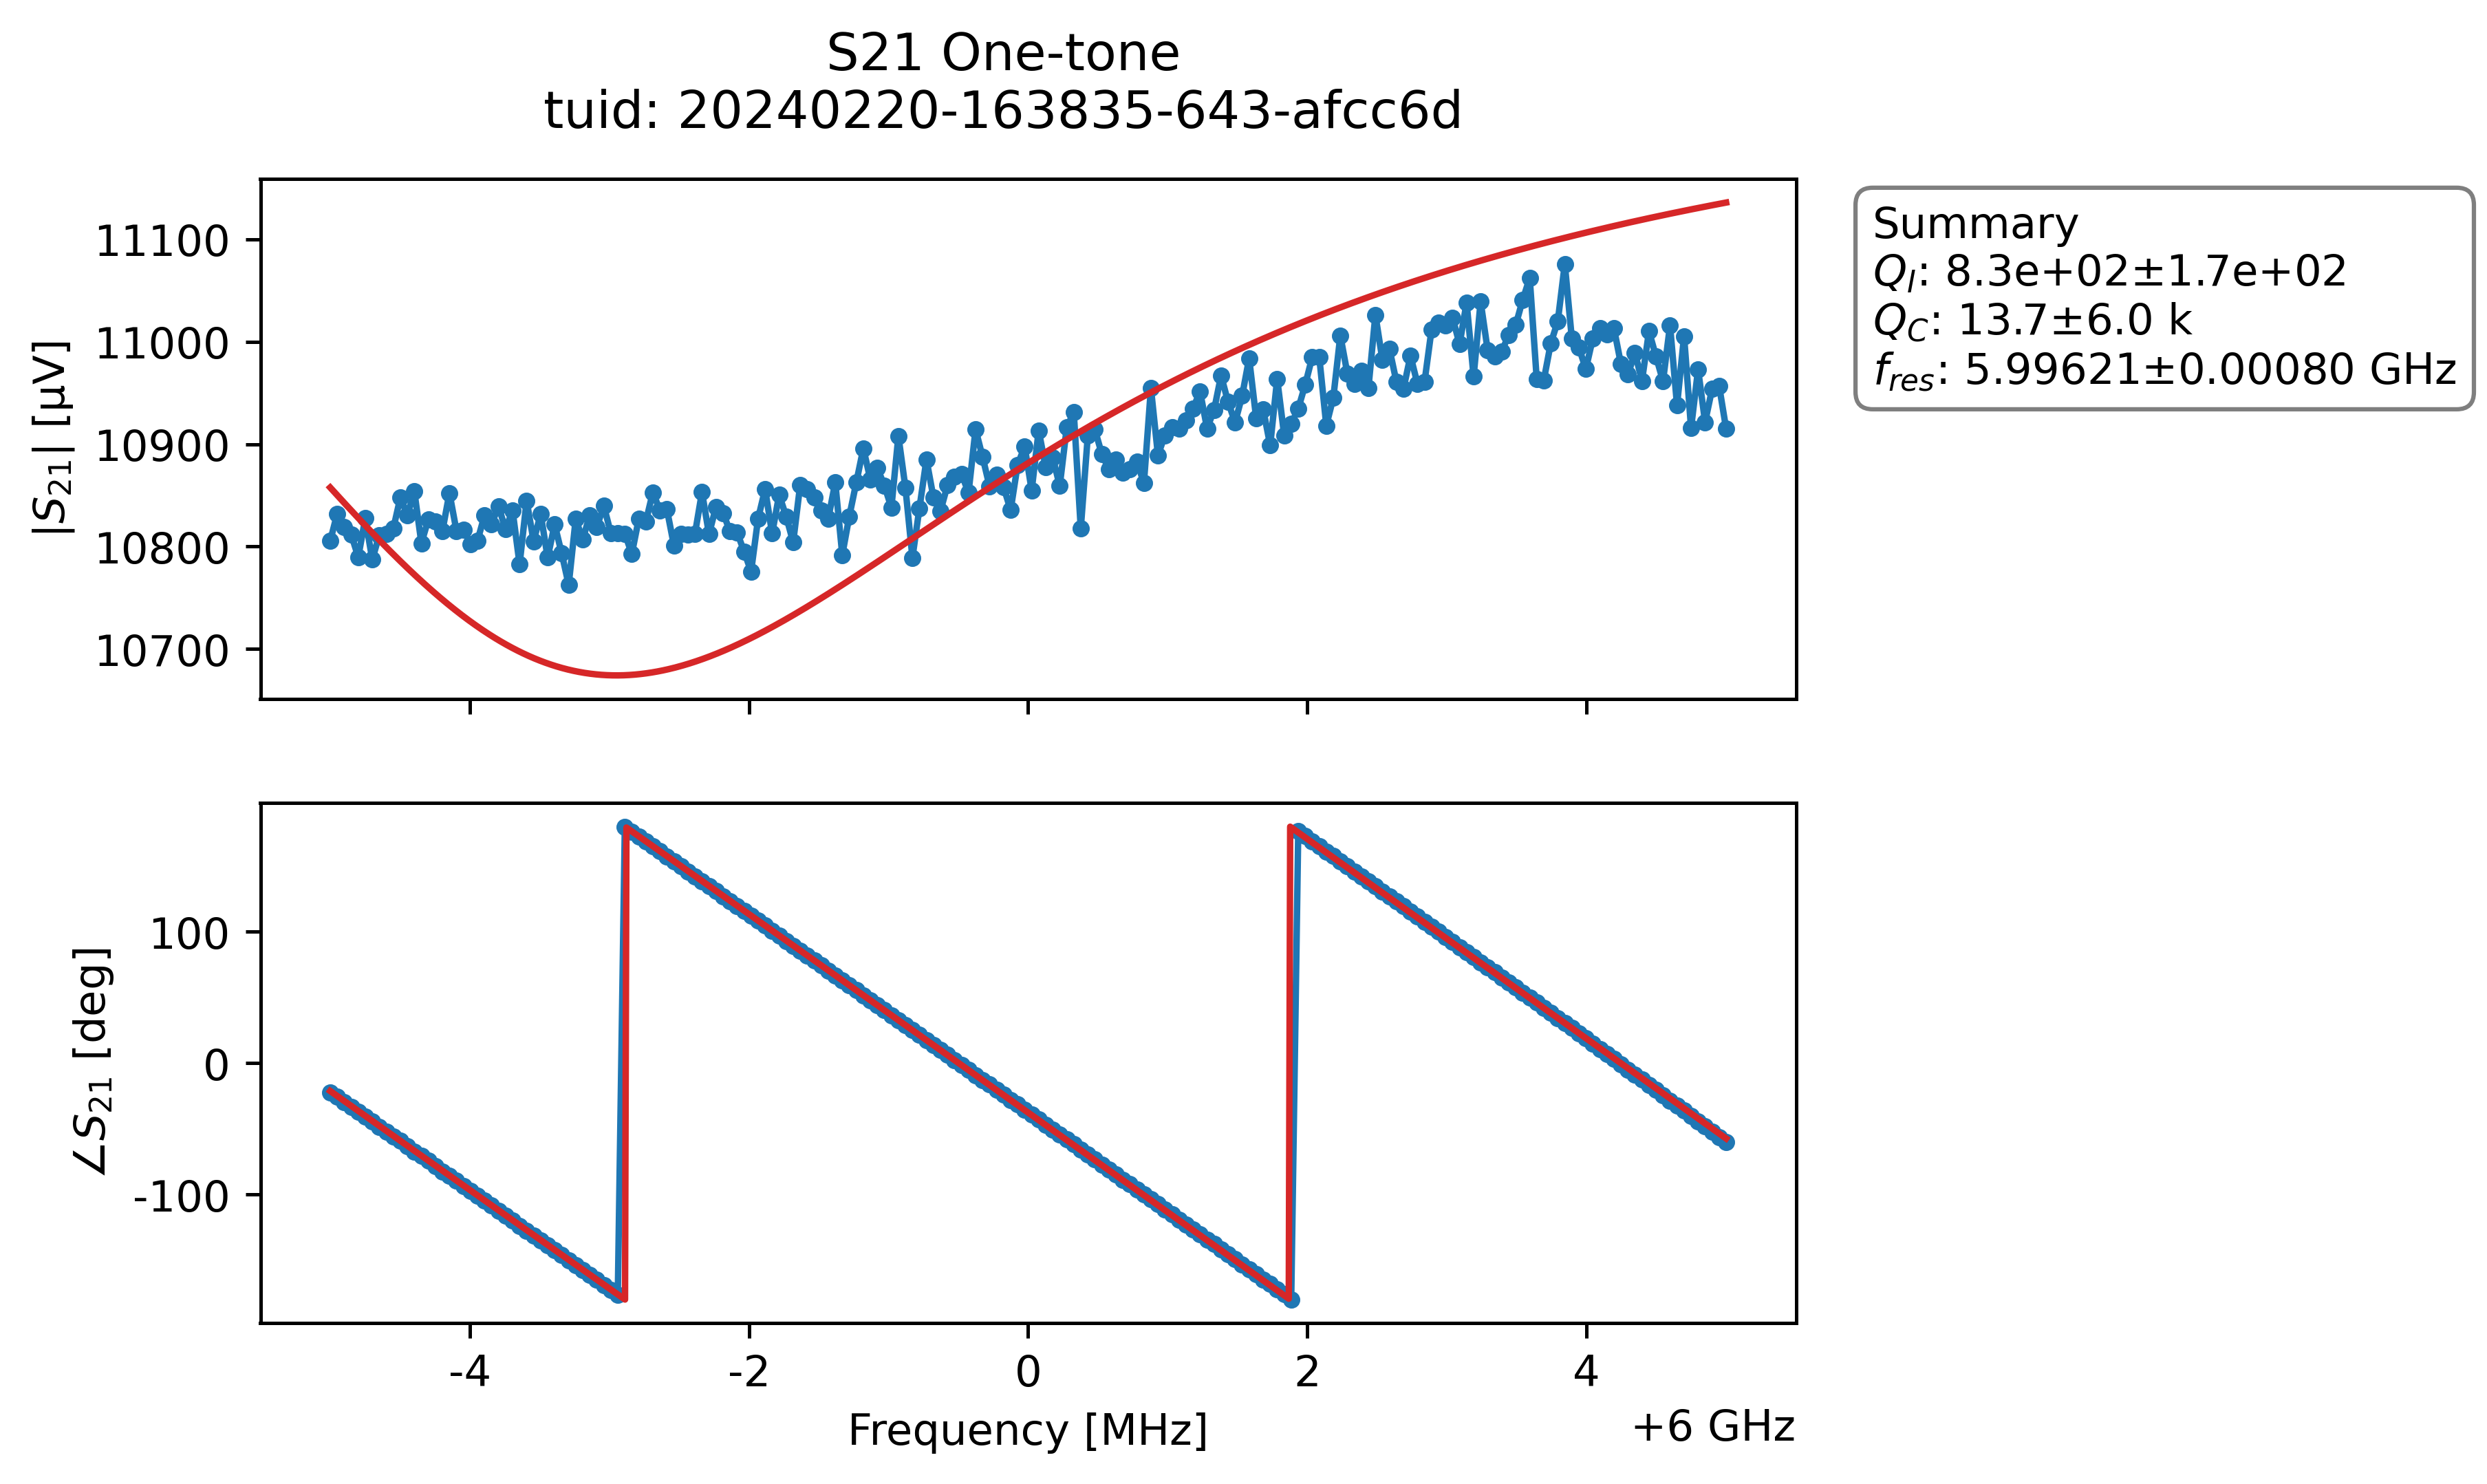 S21 One-tone
tuid: 20240220-163835-643-afcc6d
11100
11000
10900
10800
10700
|S₂₁| [μV]
Summary
Qₗ: 8.3e+02±1.7e+02
Q_C: 13.7±6.0 k
f_res: 5.99621±0.00080 GHz
100
0
-100
∠S₂₁ [deg]
-4 -2 0 2 4
Frequency [MHz]
+6 GHz